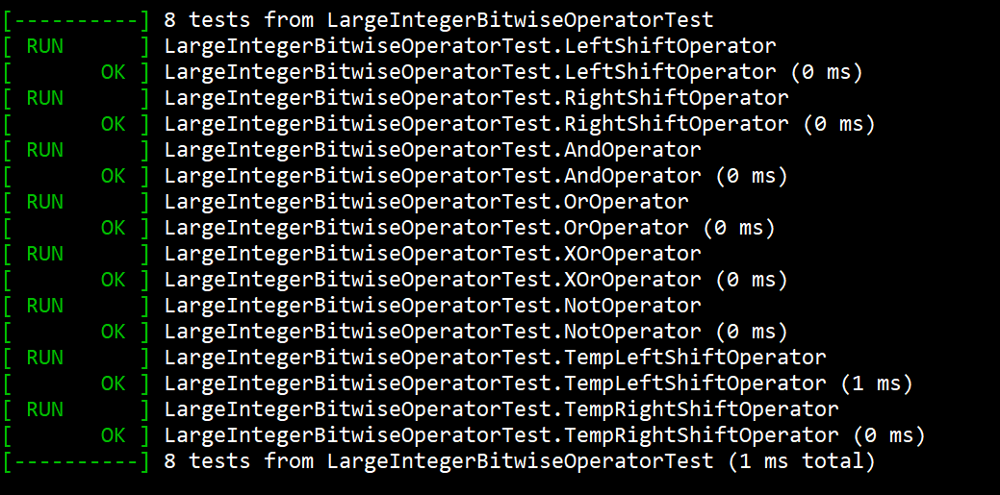 [----------] 8 tests from LargeIntegerBitwiseOperatorTest
[ RUN      ] LargeIntegerBitwiseOperatorTest.LeftShiftOperator
[       OK ] LargeIntegerBitwiseOperatorTest.LeftShiftOperator (0 ms)
[ RUN      ] LargeIntegerBitwiseOperatorTest.RightShiftOperator
[       OK ] LargeIntegerBitwiseOperatorTest.RightShiftOperator (0 ms)
[ RUN      ] LargeIntegerBitwiseOperatorTest.AndOperator
[       OK ] LargeIntegerBitwiseOperatorTest.AndOperator (0 ms)
[ RUN      ] LargeIntegerBitwiseOperatorTest.OrOperator
[       OK ] LargeIntegerBitwiseOperatorTest.OrOperator (0 ms)
[ RUN      ] LargeIntegerBitwiseOperatorTest.XOrOperator
[       OK ] LargeIntegerBitwiseOperatorTest.XOrOperator (0 ms)
[ RUN      ] LargeIntegerBitwiseOperatorTest.NotOperator
[       OK ] LargeIntegerBitwiseOperatorTest.NotOperator (0 ms)
[ RUN      ] LargeIntegerBitwiseOperatorTest.TempLeftShiftOperator
[       OK ] LargeIntegerBitwiseOperatorTest.TempLeftShiftOperator (1 ms)
[ RUN      ] LargeIntegerBitwiseOperatorTest.TempRightShiftOperator
[       OK ] LargeIntegerBitwiseOperatorTest.TempRightShiftOperator (0 ms)
[----------] 8 tests from LargeIntegerBitwiseOperatorTest (1 ms total)